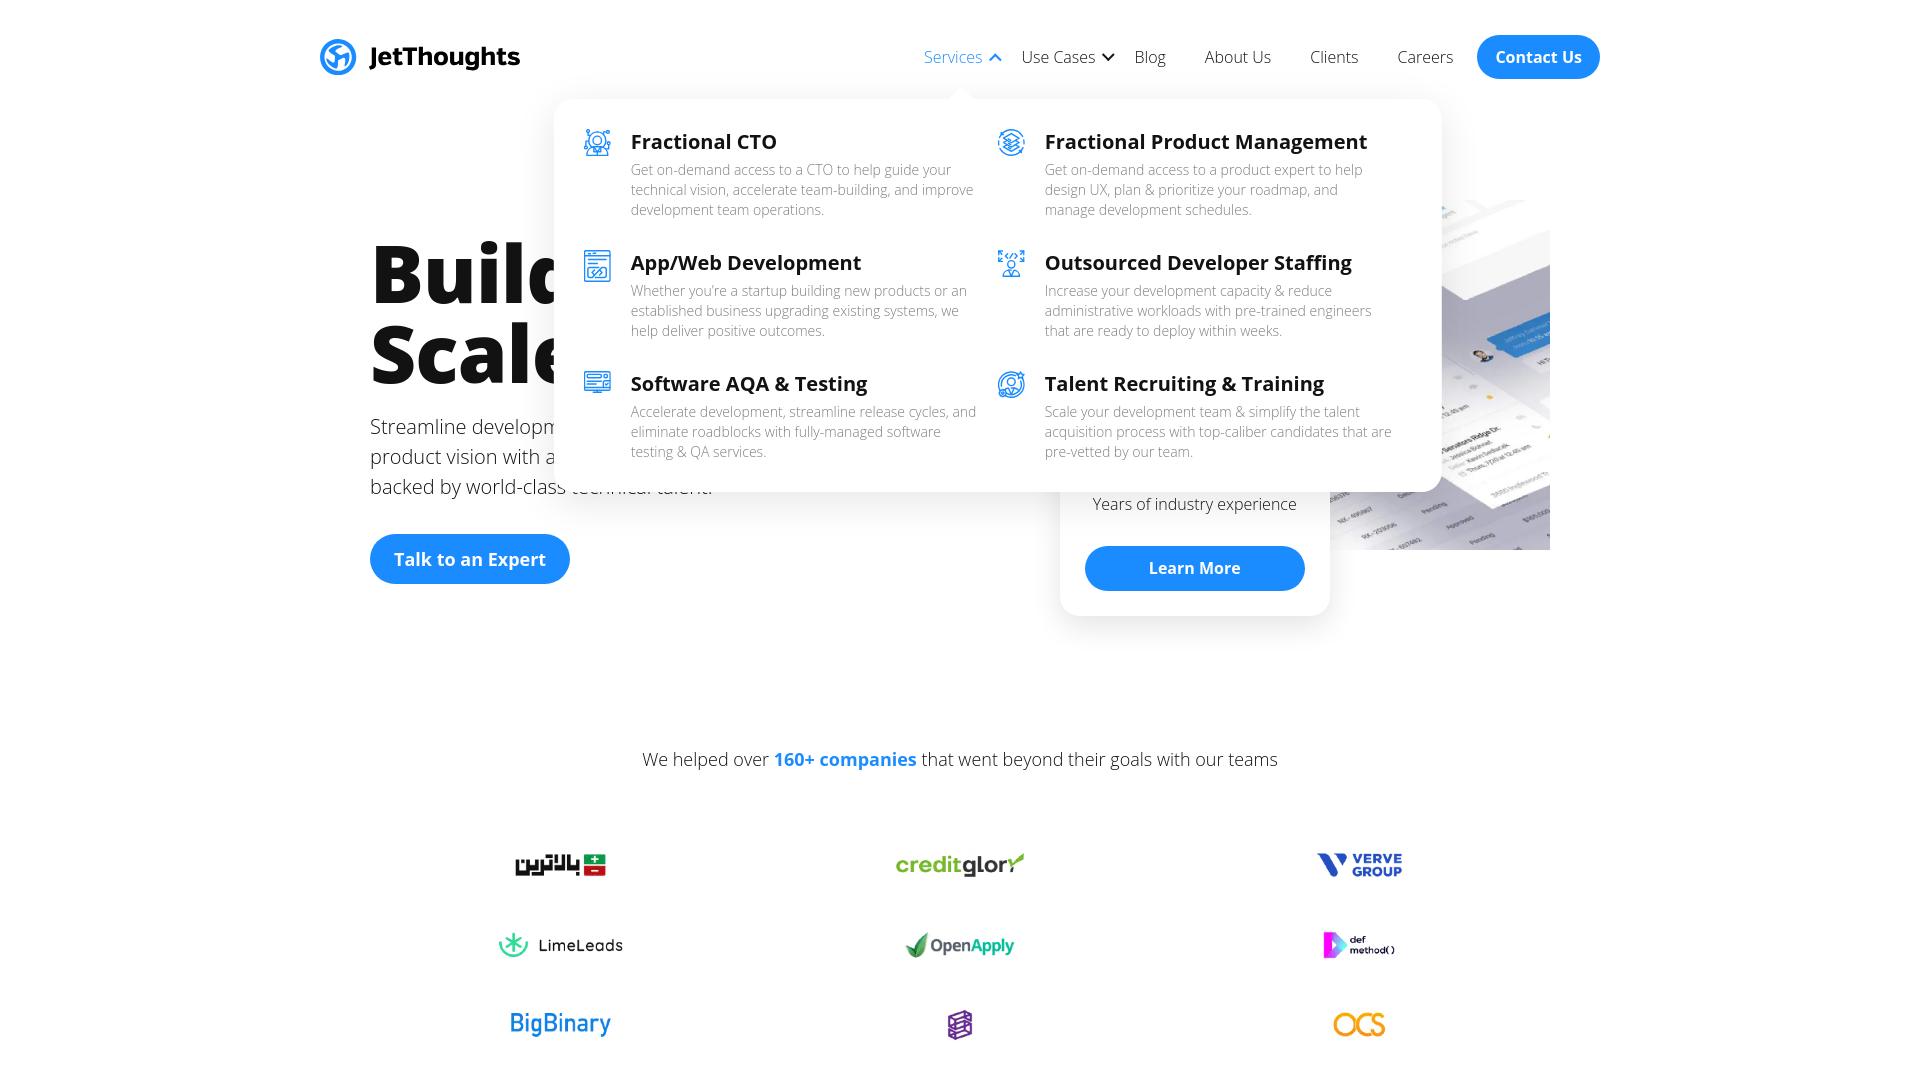 JetThoughts
Services
Use Cases
Blog
About Us
Clients
Careers
Contact Us
Fractional CTO
Get on-demand access to a CTO to help guide your
technical vision, accelerate team-building, and improve
development team operations.
Fractional Product Management
Get on-demand access to a product expert to help
design UX, plan & prioritize your roadmap, and
manage development schedules.
App/Web Development
Whether you’re a startup building new products or an
established business upgrading existing systems, we
help deliver positive outcomes.
Outsourced Developer Staffing
Increase your development capacity & reduce
administrative workloads with pre-trained engineers
that are ready to deploy within weeks.
Software AQA & Testing
Accelerate development, streamline release cycles, and
eliminate roadblocks with fully-managed software
testing & QA services.
Talent Recruiting & Training
Scale your development team & simplify the talent
acquisition process with top-caliber candidates that are
pre-vetted by our team.
Build
Scale
Streamline developm
product vision with a
backed by world-class technical talent.
Talk to an Expert
Years of industry experience
Learn More
We helped over 160+ companies that went beyond their goals with our teams
بالاترین
creditglory
VERVE
GROUP
LimeLeads
OpenApply
def
method()
BigBinary
OCS